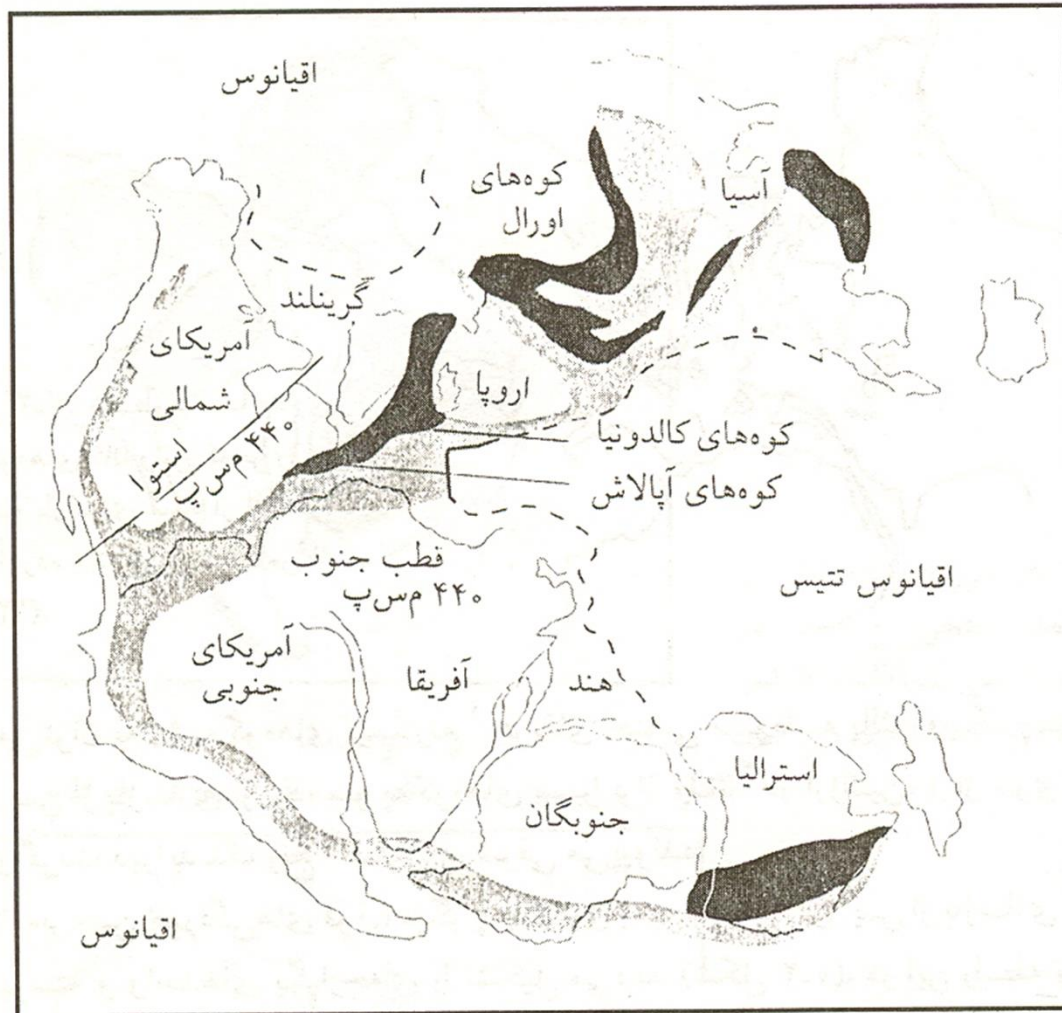 اقیانوس
کوه‌های
اورال
آسیا
گرینلند
آمریکای
شمالی
استوا
۴۴۰ م‌س‌پ
اروپا
کوه‌های کالدونیا
کوه‌های آپالاش
قطب جنوب
۴۴۰ م‌س‌پ
اقیانوس تتیس
آمریکای
جنوبی
آفریقا
هند
استرالیا
جنوبگان
اقیانوس